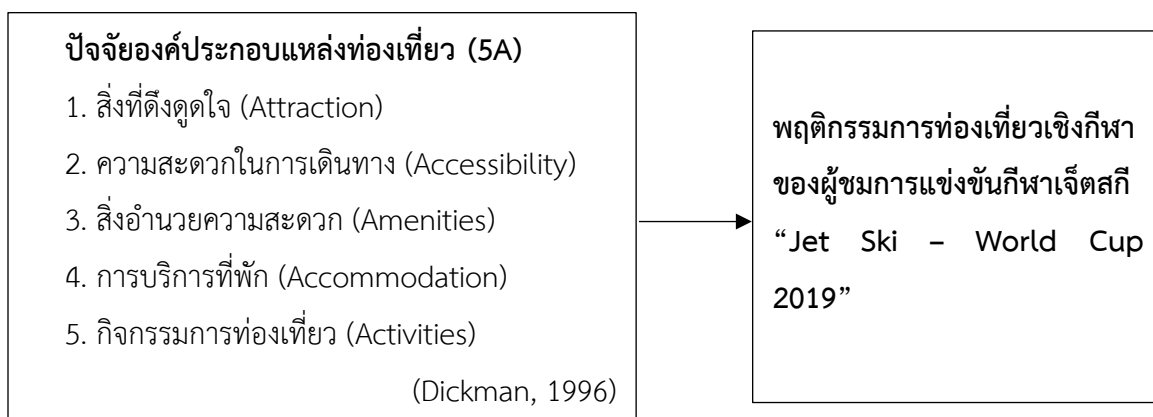 ปัจจัยองค์ประกอบแหล่งท่องเที่ยว (5A)
1. สิ่งที่ดึงดูดใจ (Attraction)
2. ความสะดวกในการเดินทาง (Accessibility)
3. สิ่งอำนวยความสะดวก (Amenities)
4. การบริการที่พัก (Accommodation)
5. กิจกรรมการท่องเที่ยว (Activities)
(Dickman, 1996)
พฤติกรรมการท่องเที่ยวเชิงกีฬา
ของผู้ชมการแข่งขันกีฬาเจ็ตสกี
“Jet Ski – World Cup
2019”